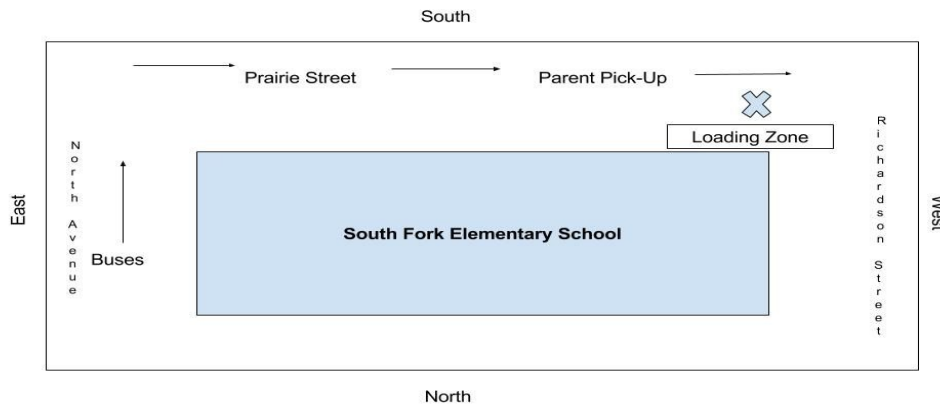 South
Prairie Street
Parent Pick-Up
Loading Zone
North Avenue
Richardson Street
East
West
South Fork Elementary School
Buses
North